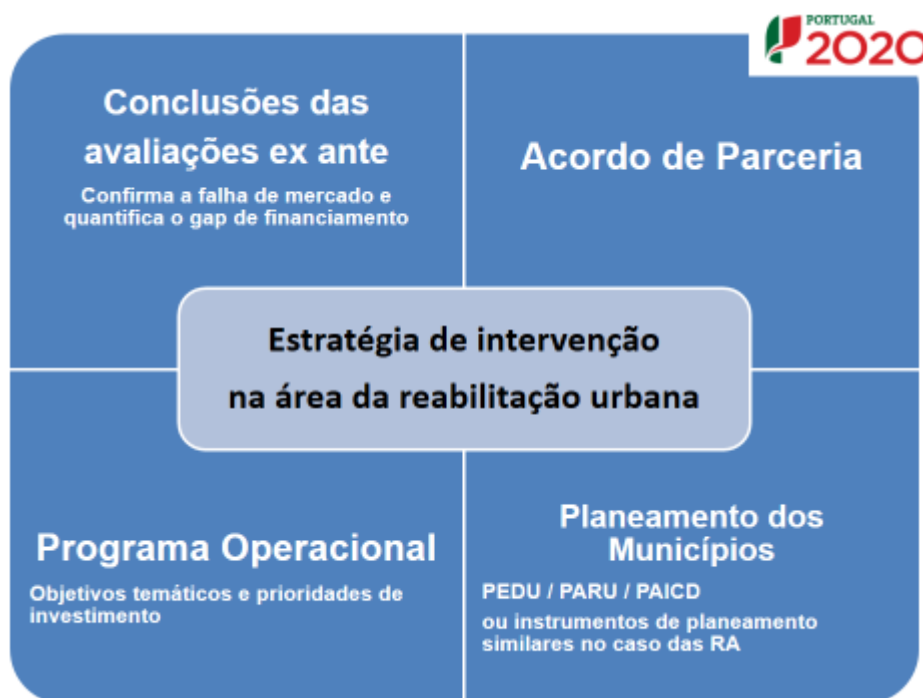 PORTUGAL
2020
Conclusões das
avaliações ex ante
Confirma a falha de mercado e
quantifica o gap de financiamento
Acordo de Parceria
Estratégia de intervenção
na área da reabilitação urbana
Programa Operacional
Objetivos temáticos e prioridades de
investimento
Planeamento dos
Municípios
PEDU / PARU / PAICD
ou instrumentos de planeamento
similares no caso das RA